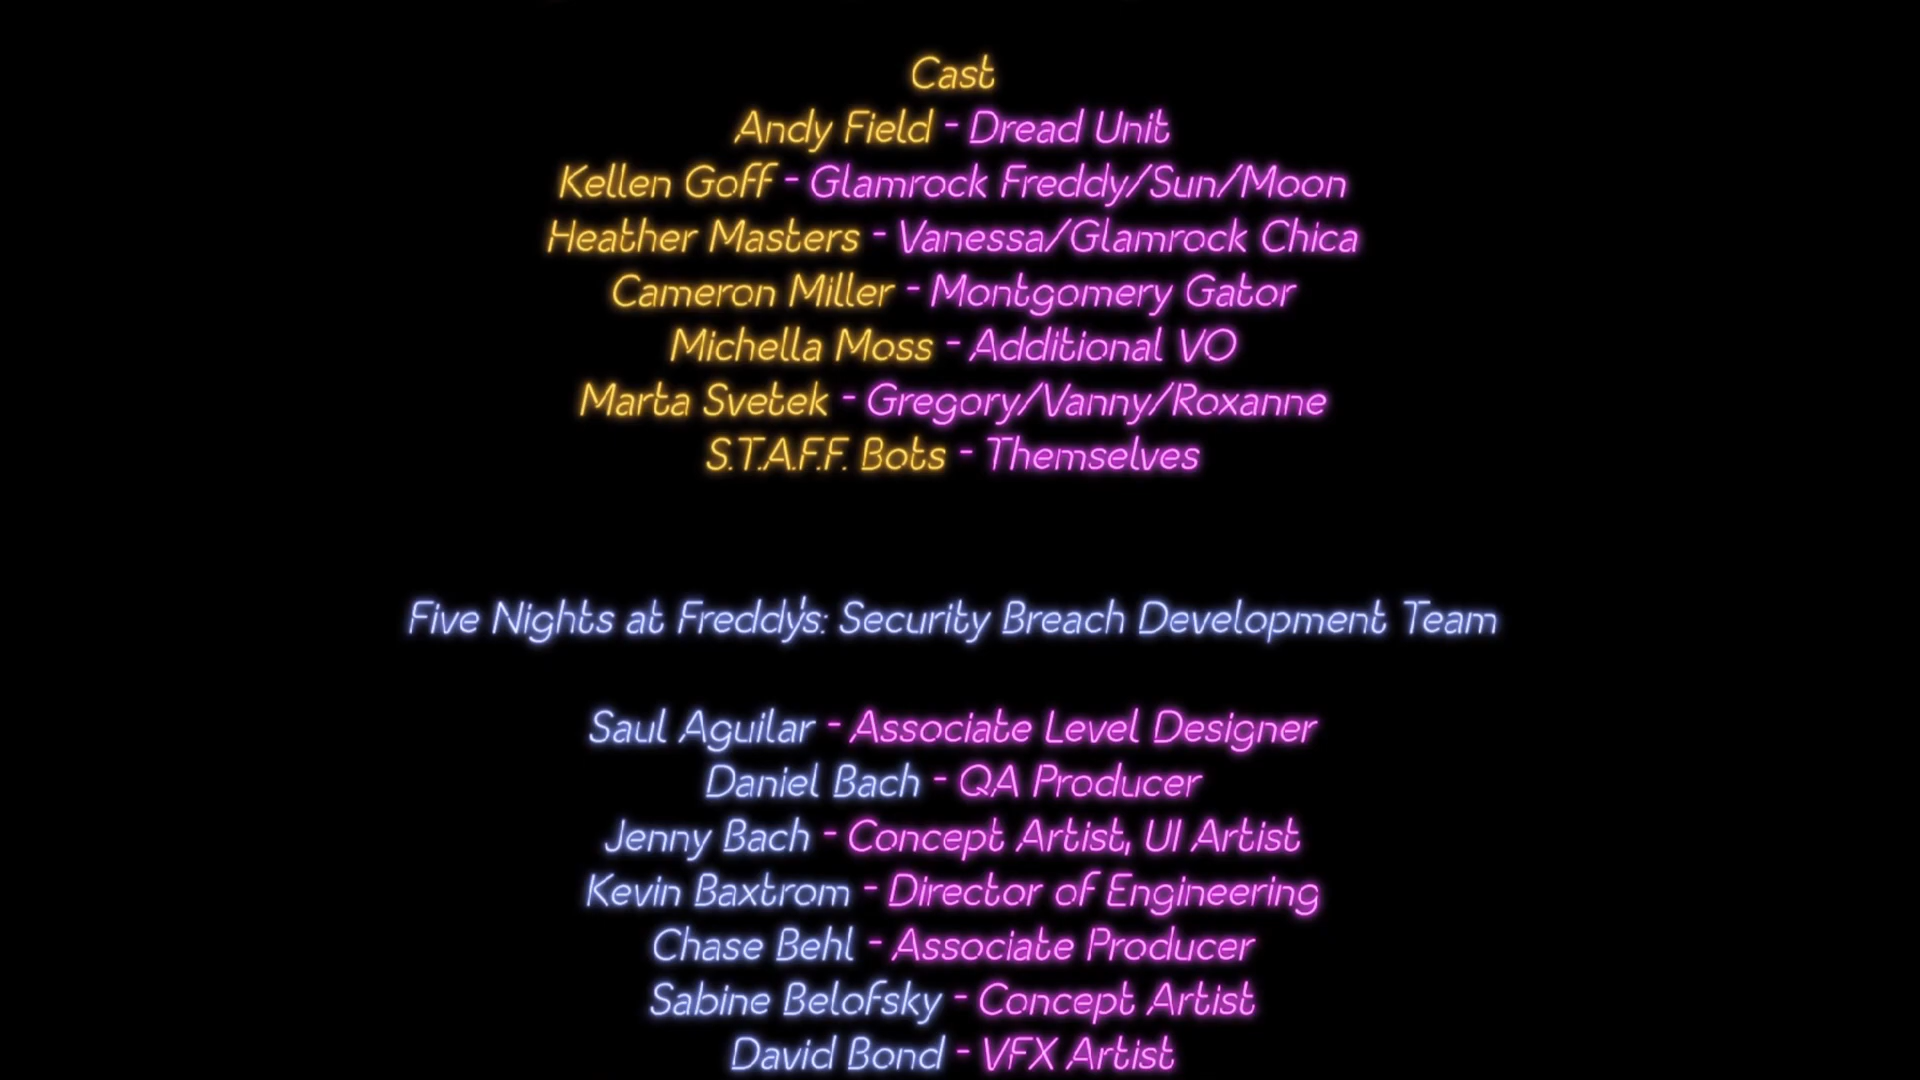 Cast
Andy Field - Dread Unit
Kellen Goff - Glamrock Freddy/Sun/Moon
Heather Masters - Vanessa/Glamrock Chica
Cameron Miller - Montgomery Gator
Michella Moss - Additional VO
Marta Svetek - Gregory/Vanny/Roxanne
S.T.A.F.F. Bots - Themselves
Five Nights at Freddy's: Security Breach Development Team
Saul Aguilar - Associate Level Designer
Daniel Bach - QA Producer
Jenny Bach - Concept Artist, UI Artist
Kevin Baxtrom - Director of Engineering
Chase Behl - Associate Producer
Sabine Belofsky - Concept Artist
David Bond - VFX Artist